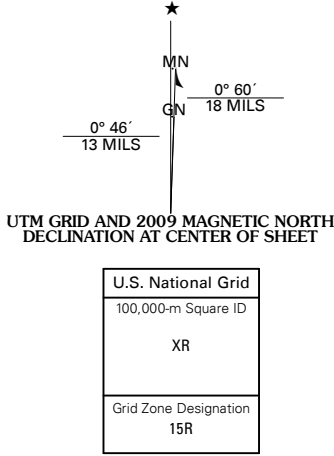 ★
MN
0° 60´
18 MILS
GN
0° 46´
13 MILS
UTM GRID AND 2009 MAGNETIC NORTH
DECLINATION AT CENTER OF SHEET
U.S. National Grid
100,000-m Square ID
XR
Grid Zone Designation
15R